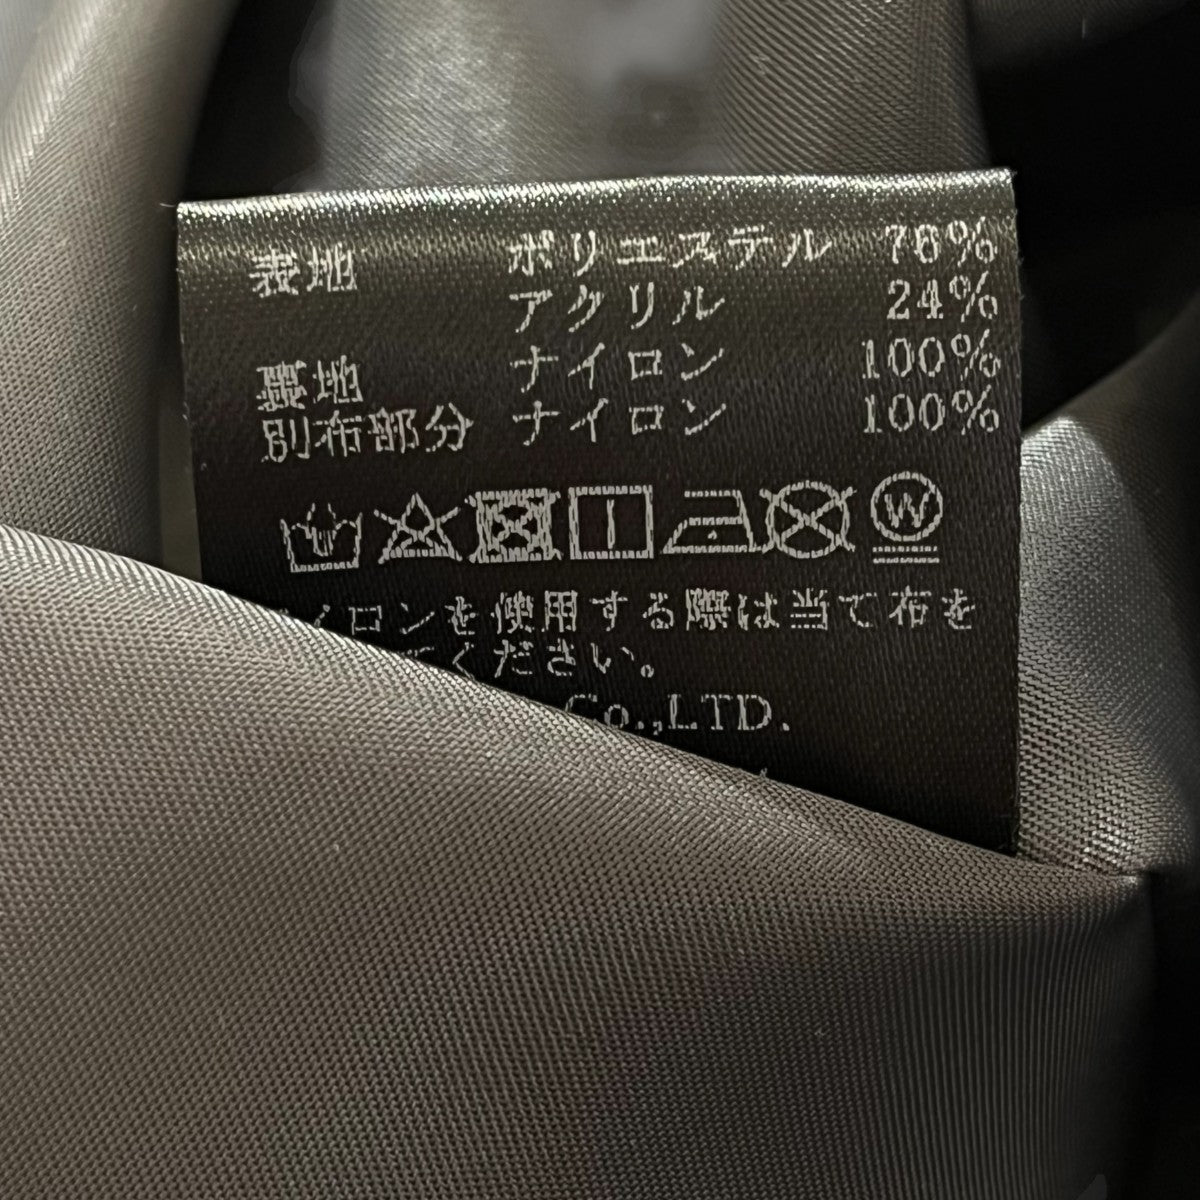 表地 ポリエステル 76%
アクリル 24%
裏地 ナイロン 100%
別布部分 ナイロン 100%
W
イロンを使用する際は当て布を
てください。
Co.,LTD.